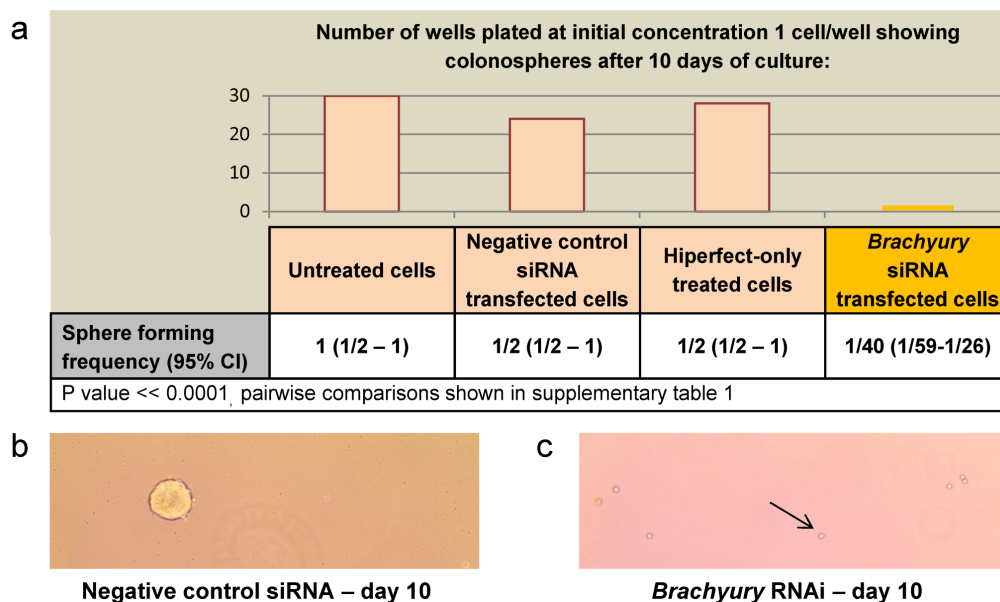 a
Number of wells plated at initial concentration 1 cell/well showing
colonospheres after 10 days of culture:
30
20
10
0
Untreated cells
Negative control
siRNA
transfected cells
Hiperfect-only
treated cells
Brachyury
siRNA
transfected cells
Sphere forming
frequency (95% CI)
1 (1/2 – 1)
1/2 (1/2 – 1)
1/2 (1/2 – 1)
1/40 (1/59-1/26)
P value << 0.0001, pairwise comparisons shown in supplementary table 1
b
c
Negative control siRNA – day 10
Brachyury RNAi – day 10